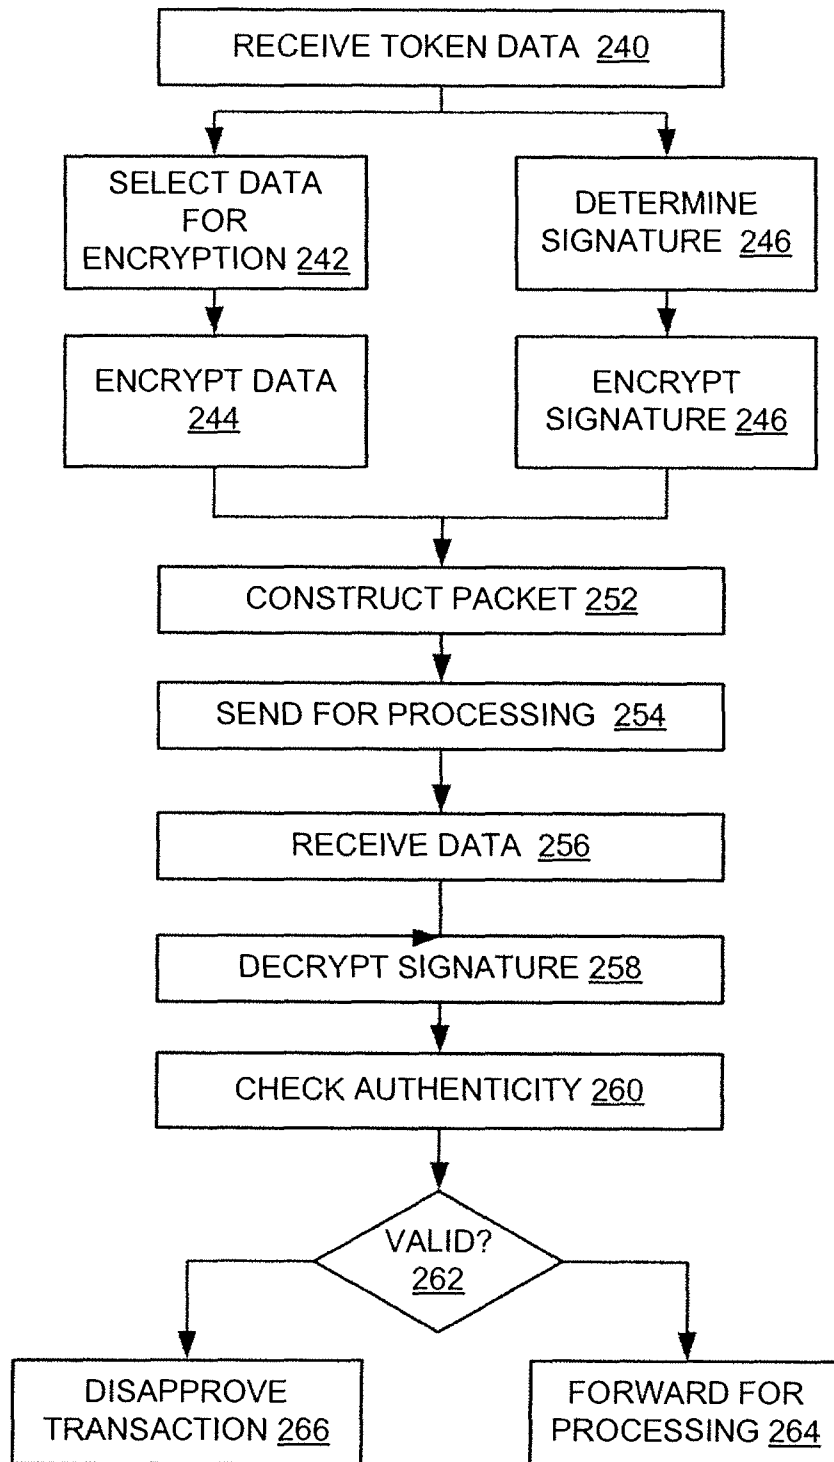 RECEIVE TOKEN DATA 240
SELECT DATA
FOR
ENCRYPTION 242
DETERMINE
SIGNATURE 246
ENCRYPT DATA
244
ENCRYPT
SIGNATURE 246
CONSTRUCT PACKET 252
SEND FOR PROCESSING 254
RECEIVE DATA 256
DECRYPT SIGNATURE 258
CHECK AUTHENTICITY 260
VALID?
262
DISAPPROVE
TRANSACTION 266
FORWARD FOR
PROCESSING 264